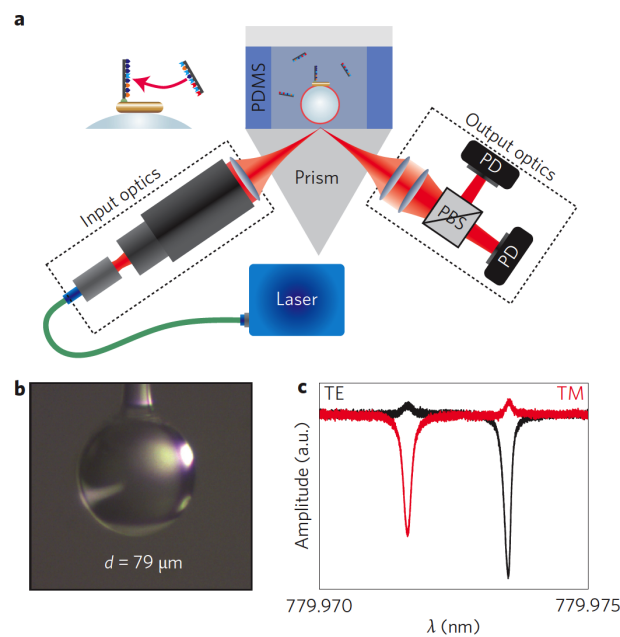 a
PDMS
Input optics
Prism
Output optics
PD
PBS
PD
Laser
b
d = 79 μm
c
TE
TM
Amplitude (a.u.)
779.970
779.975
λ (nm)